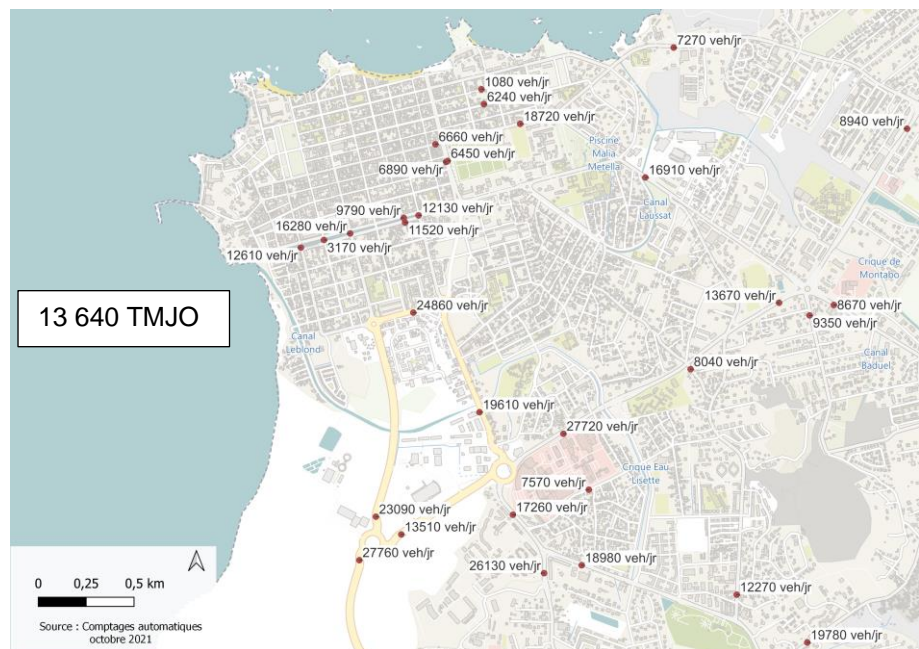 7270 veh/jr
1080 veh/jr
6240 veh/jr
18720 veh/jr
8940 veh/jr
Piscine
Malia
Metella
6660 veh/jr
6450 veh/jr
6890 veh/jr
16910 veh/jr
Canal
Laussat
9790 veh/jr
12130 veh/jr
16280 veh/jr
11520 veh/jr
12610 veh/jr
3170 veh/jr
Crique de
Montabo
13 640 TMJO
24860 veh/jr
13670 veh/jr
8670 veh/jr
9350 veh/jr
Canal
Leblond
Canal
Baduel
8040 veh/jr
19610 veh/jr
27720 veh/jr
Crique Eau
Lisette
7570 veh/jr
17260 veh/jr
23090 veh/jr
13510 veh/jr
27760 veh/jr
26130 veh/jr
18980 veh/jr
12270 veh/jr
19780 veh/jr
0 0,25 0,5 km
Source : Comptages automatiques
octobre 2021